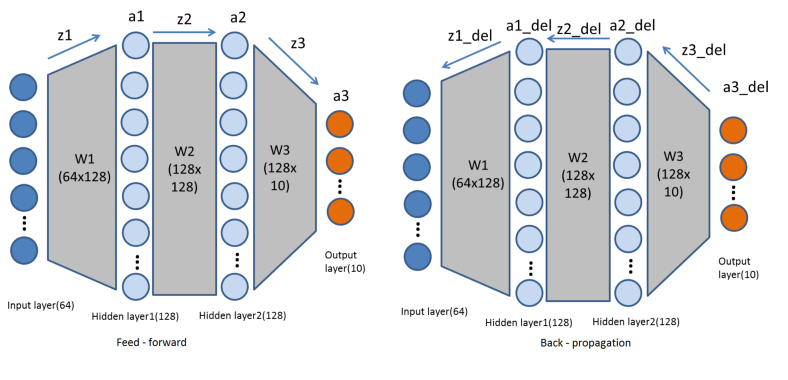 a1
z2
a2
z1
z3
a3
W1
(64x128)
W2
(128x
128)
W3
(128x
10)
Output
layer(10)
Input layer(64)
Hidden layer1(128)
Hidden layer2(128)
Feed - forward
a1_del
z2_del
a2_del
z1_del
z3_del
a3_del
W1
(64x128)
W2
(128x
128)
W3
(128x
10)
Output
layer(10)
Input layer(64)
Hidden layer1(128)
Hidden layer2(128)
Back - propagation